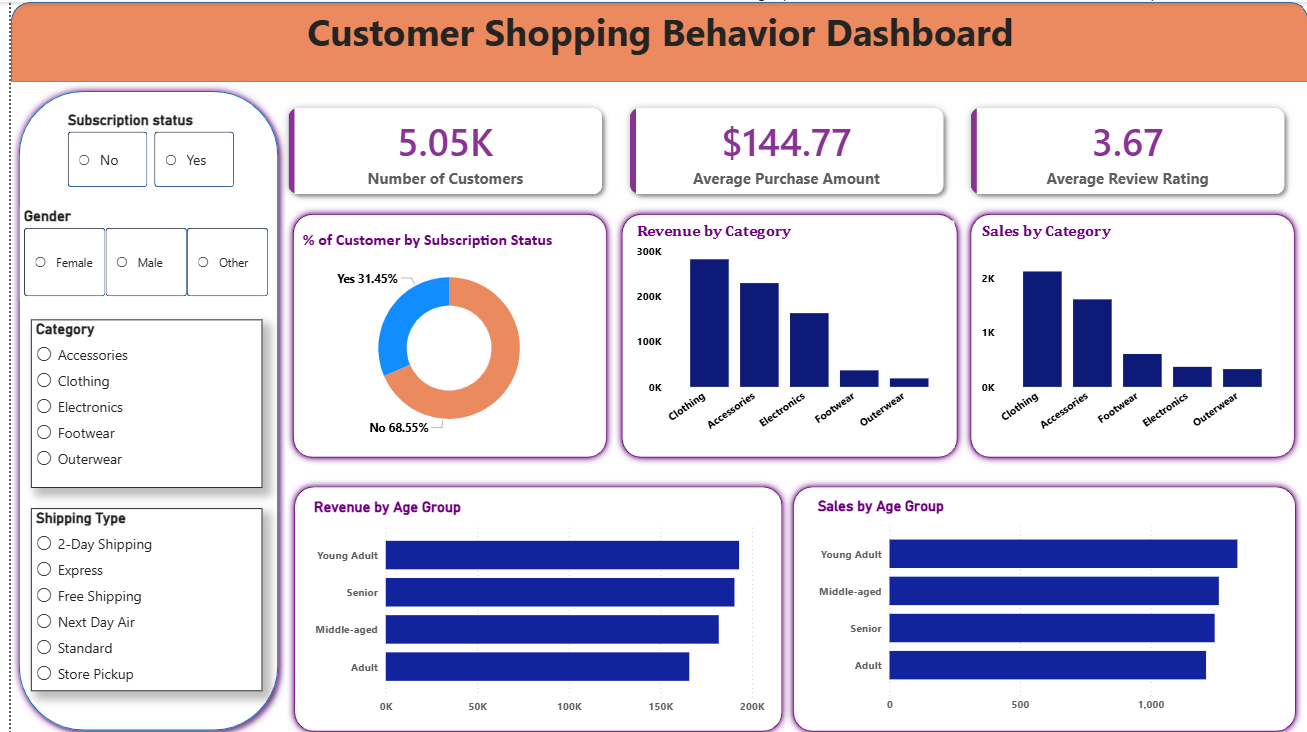 Customer Shopping Behavior Dashboard
Subscription status
No Yes
Gender
Female Male Other
Category
Accessories
Clothing
Electronics
Footwear
Outerwear
Shipping Type
2-Day Shipping
Express
Free Shipping
Next Day Air
Standard
Store Pickup
5.05K
Number of Customers
$144.77
Average Purchase Amount
3.67
Average Review Rating
% of Customer by Subscription Status
Yes 31.45%
No 68.55%
Revenue by Category
300K
200K
100K
0K
Clothing Accessories Electronics Footwear Outerwear
Sales by Category
2K
1K
0K
Clothing Accessories Footwear Electronics Outerwear
Revenue by Age Group
Young Adult
Senior
Middle-aged
Adult
0K 50K 100K 150K 200K
Sales by Age Group
Young Adult
Middle-aged
Senior
Adult
0 500 1,000